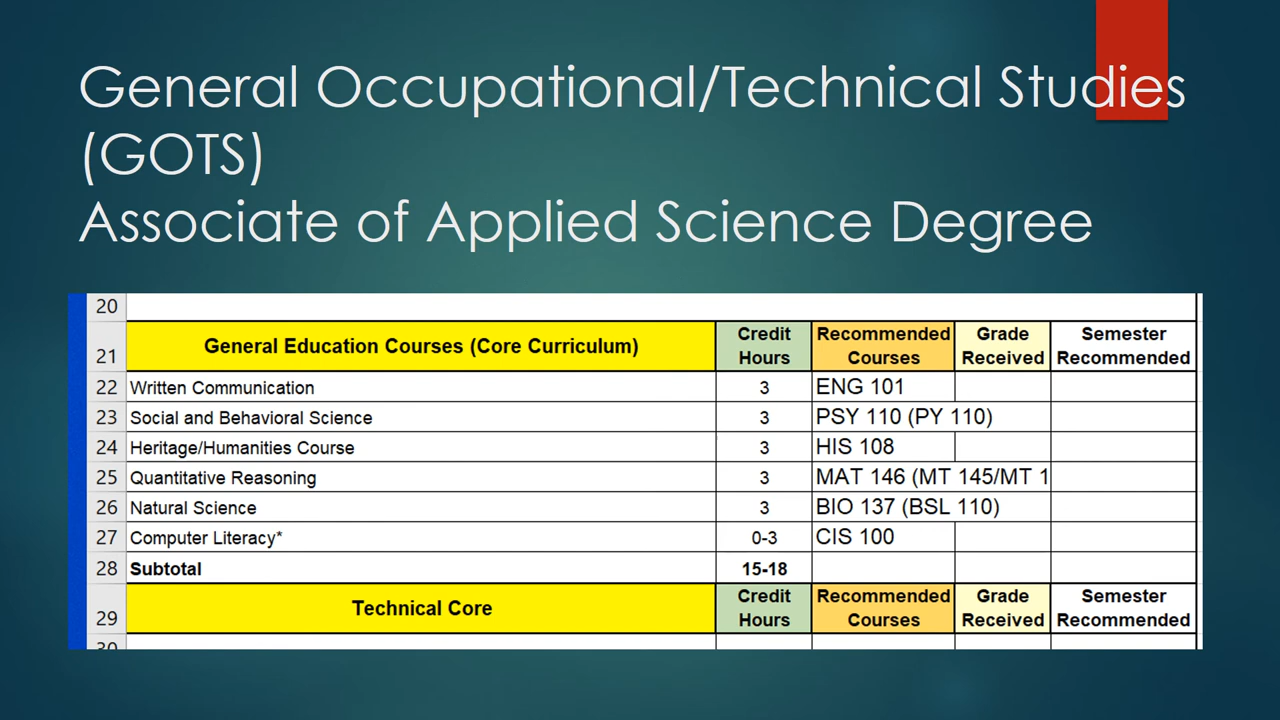 General Occupational/Technical Studies
(GOTS)
Associate of Applied Science Degree
20
21 General Education Courses (Core Curriculum) Credit Hours Recommended Courses Grade Received Semester Recommended
22 Written Communication 3 ENG 101
23 Social and Behavioral Science 3 PSY 110 (PY 110)
24 Heritage/Humanities Course 3 HIS 108
25 Quantitative Reasoning 3 MAT 146 (MT 145/MT 1
26 Natural Science 3 BIO 137 (BSL 110)
27 Computer Literacy* 0-3 CIS 100
28 Subtotal 15-18
29 Technical Core Credit Hours Recommended Courses Grade Received Semester Recommended